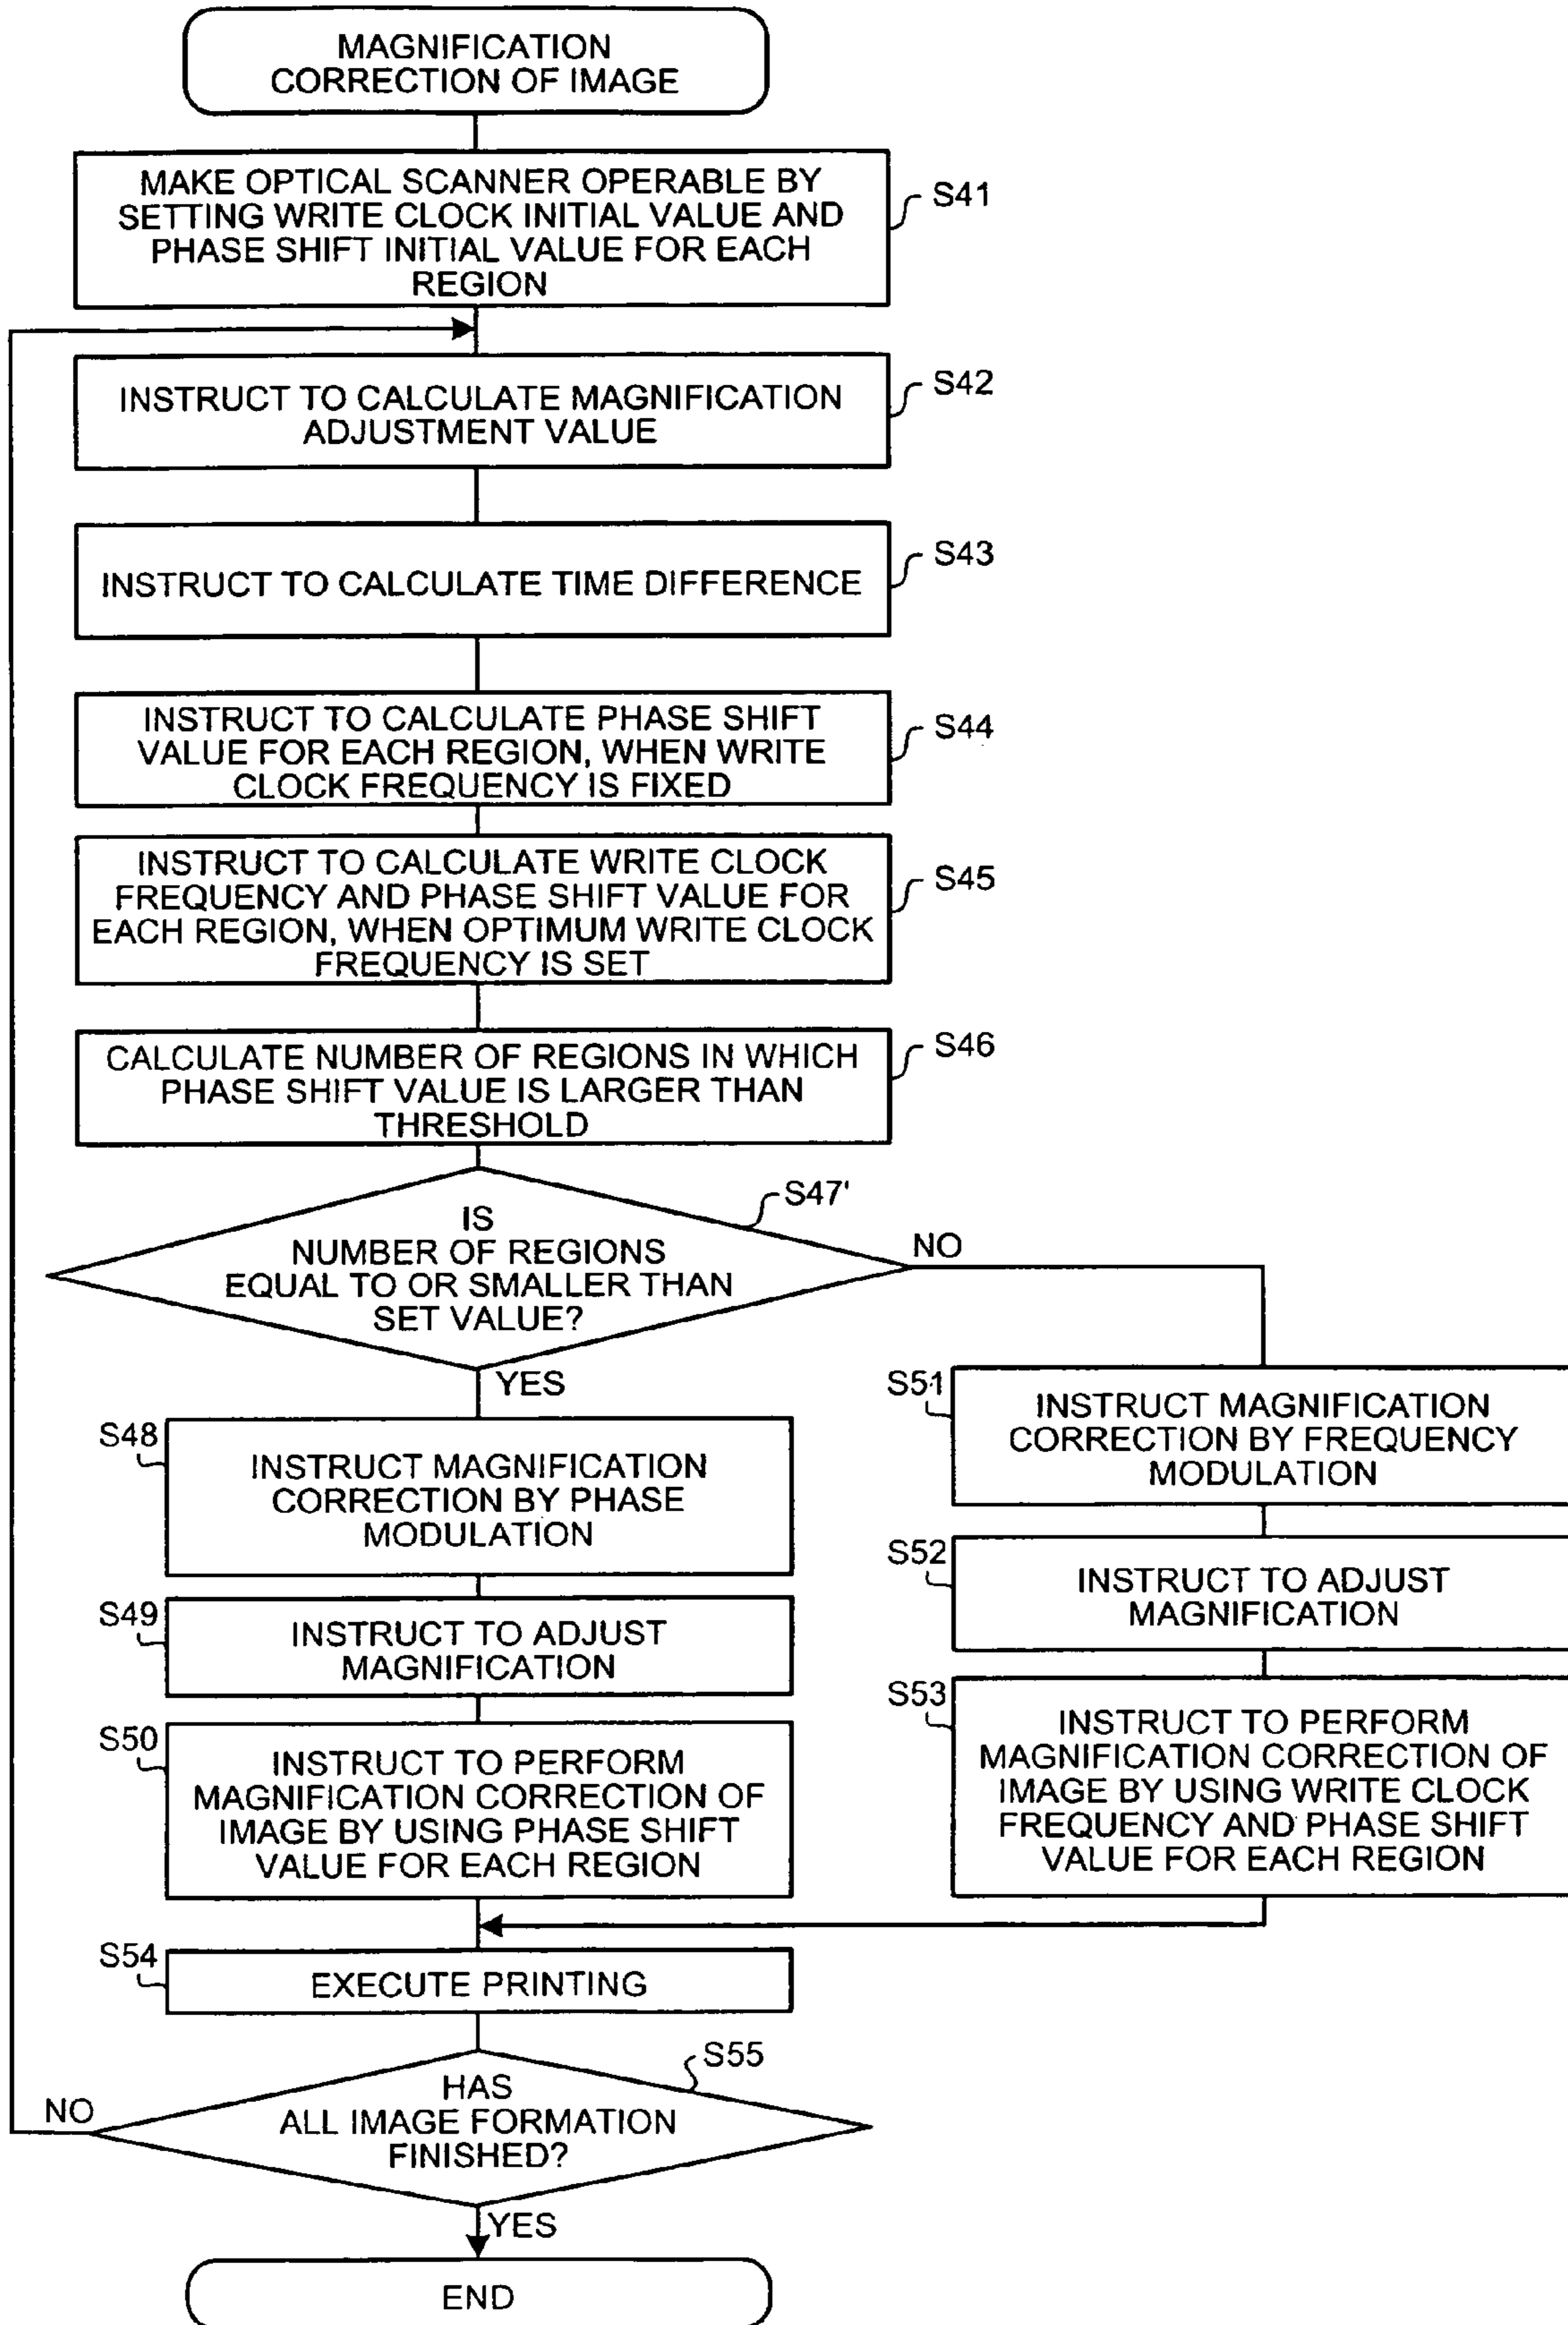 MAGNIFICATION
CORRECTION OF IMAGE
MAKE OPTICAL SCANNER OPERABLE BY
SETTING WRITE CLOCK INITIAL VALUE AND
PHASE SHIFT INITIAL VALUE FOR EACH
REGION
S41
INSTRUCT TO CALCULATE MAGNIFICATION
ADJUSTMENT VALUE
S42
INSTRUCT TO CALCULATE TIME DIFFERENCE
S43
INSTRUCT TO CALCULATE PHASE SHIFT
VALUE FOR EACH REGION, WHEN WRITE
CLOCK FREQUENCY IS FIXED
S44
INSTRUCT TO CALCULATE WRITE CLOCK
FREQUENCY AND PHASE SHIFT VALUE FOR
EACH REGION, WHEN OPTIMUM WRITE CLOCK
FREQUENCY IS SET
S45
CALCULATE NUMBER OF REGIONS IN WHICH
PHASE SHIFT VALUE IS LARGER THAN
THRESHOLD
S46
IS
NUMBER OF REGIONS
EQUAL TO OR SMALLER THAN
SET VALUE?
S47'
NO
YES
S48
INSTRUCT MAGNIFICATION
CORRECTION BY PHASE
MODULATION
S49
INSTRUCT TO ADJUST
MAGNIFICATION
S50
INSTRUCT TO PERFORM
MAGNIFICATION CORRECTION OF
IMAGE BY USING PHASE SHIFT
VALUE FOR EACH REGION
S51
INSTRUCT MAGNIFICATION
CORRECTION BY FREQUENCY
MODULATION
S52
INSTRUCT TO ADJUST
MAGNIFICATION
S53
INSTRUCT TO PERFORM
MAGNIFICATION CORRECTION OF
IMAGE BY USING WRITE CLOCK
FREQUENCY AND PHASE SHIFT
VALUE FOR EACH REGION
S54
EXECUTE PRINTING
S55
HAS
ALL IMAGE FORMATION
FINISHED?
NO
YES
END